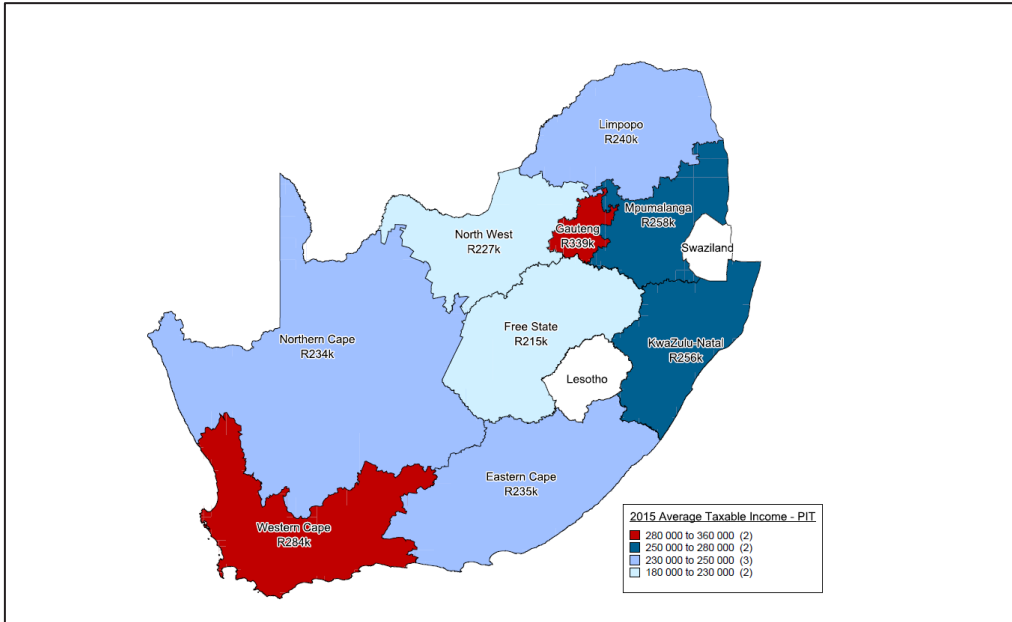 Limpopo
R240k
Mpumalanga
R258k
Gauteng
R339k
North West
R227k
Swaziland
Free State
R215k
Northern Cape
R234k
KwaZulu-Natal
R256k
Lesotho
Eastern Cape
R235k
Western Cape
R284k
2015 Average Taxable Income - PIT
280 000 to 360 000 (2)
250 000 to 280 000 (2)
230 000 to 250 000 (3)
180 000 to 230 000 (2)